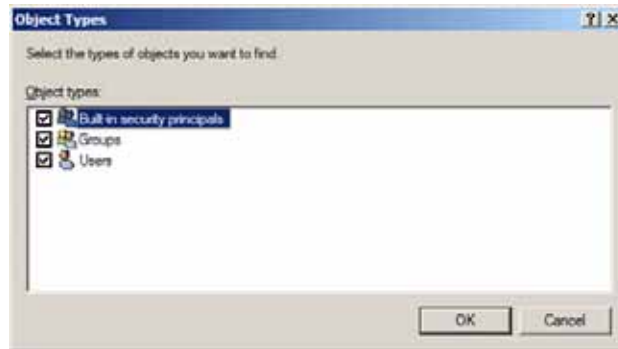 Object Types
Select the types of objects you want to find.
Object types:
Built-in security principals
Groups
Users
OK
Cancel